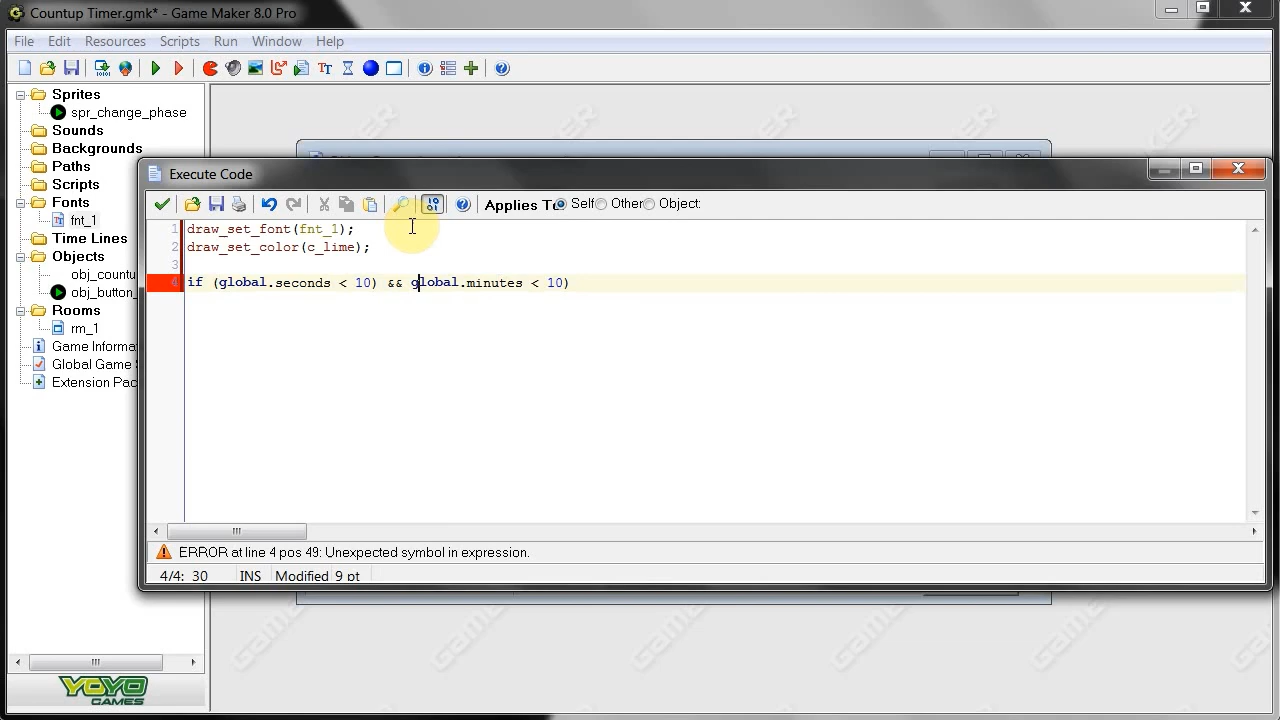 Countup Timer.gmk* - Game Maker 8.0 Pro
File Edit Resources Scripts Run Window Help
Sprites
spr_change_phase
Sounds
Backgrounds
Paths
Scripts
Fonts
fnt_1
Time Lines
Objects
obj_countu
obj_button_
Rooms
rm_1
Game Informa
Global Game
Extension Pac
YOYO
GAMES
Execute Code
Applies To Self Other Object:
1 draw_set_font(fnt_1);
2 draw_set_color(c_lime);
3
4 if (global.seconds < 10) && global.minutes < 10)
ERROR at line 4 pos 49: Unexpected symbol in expression.
4/4: 30 INS Modified 9 pt